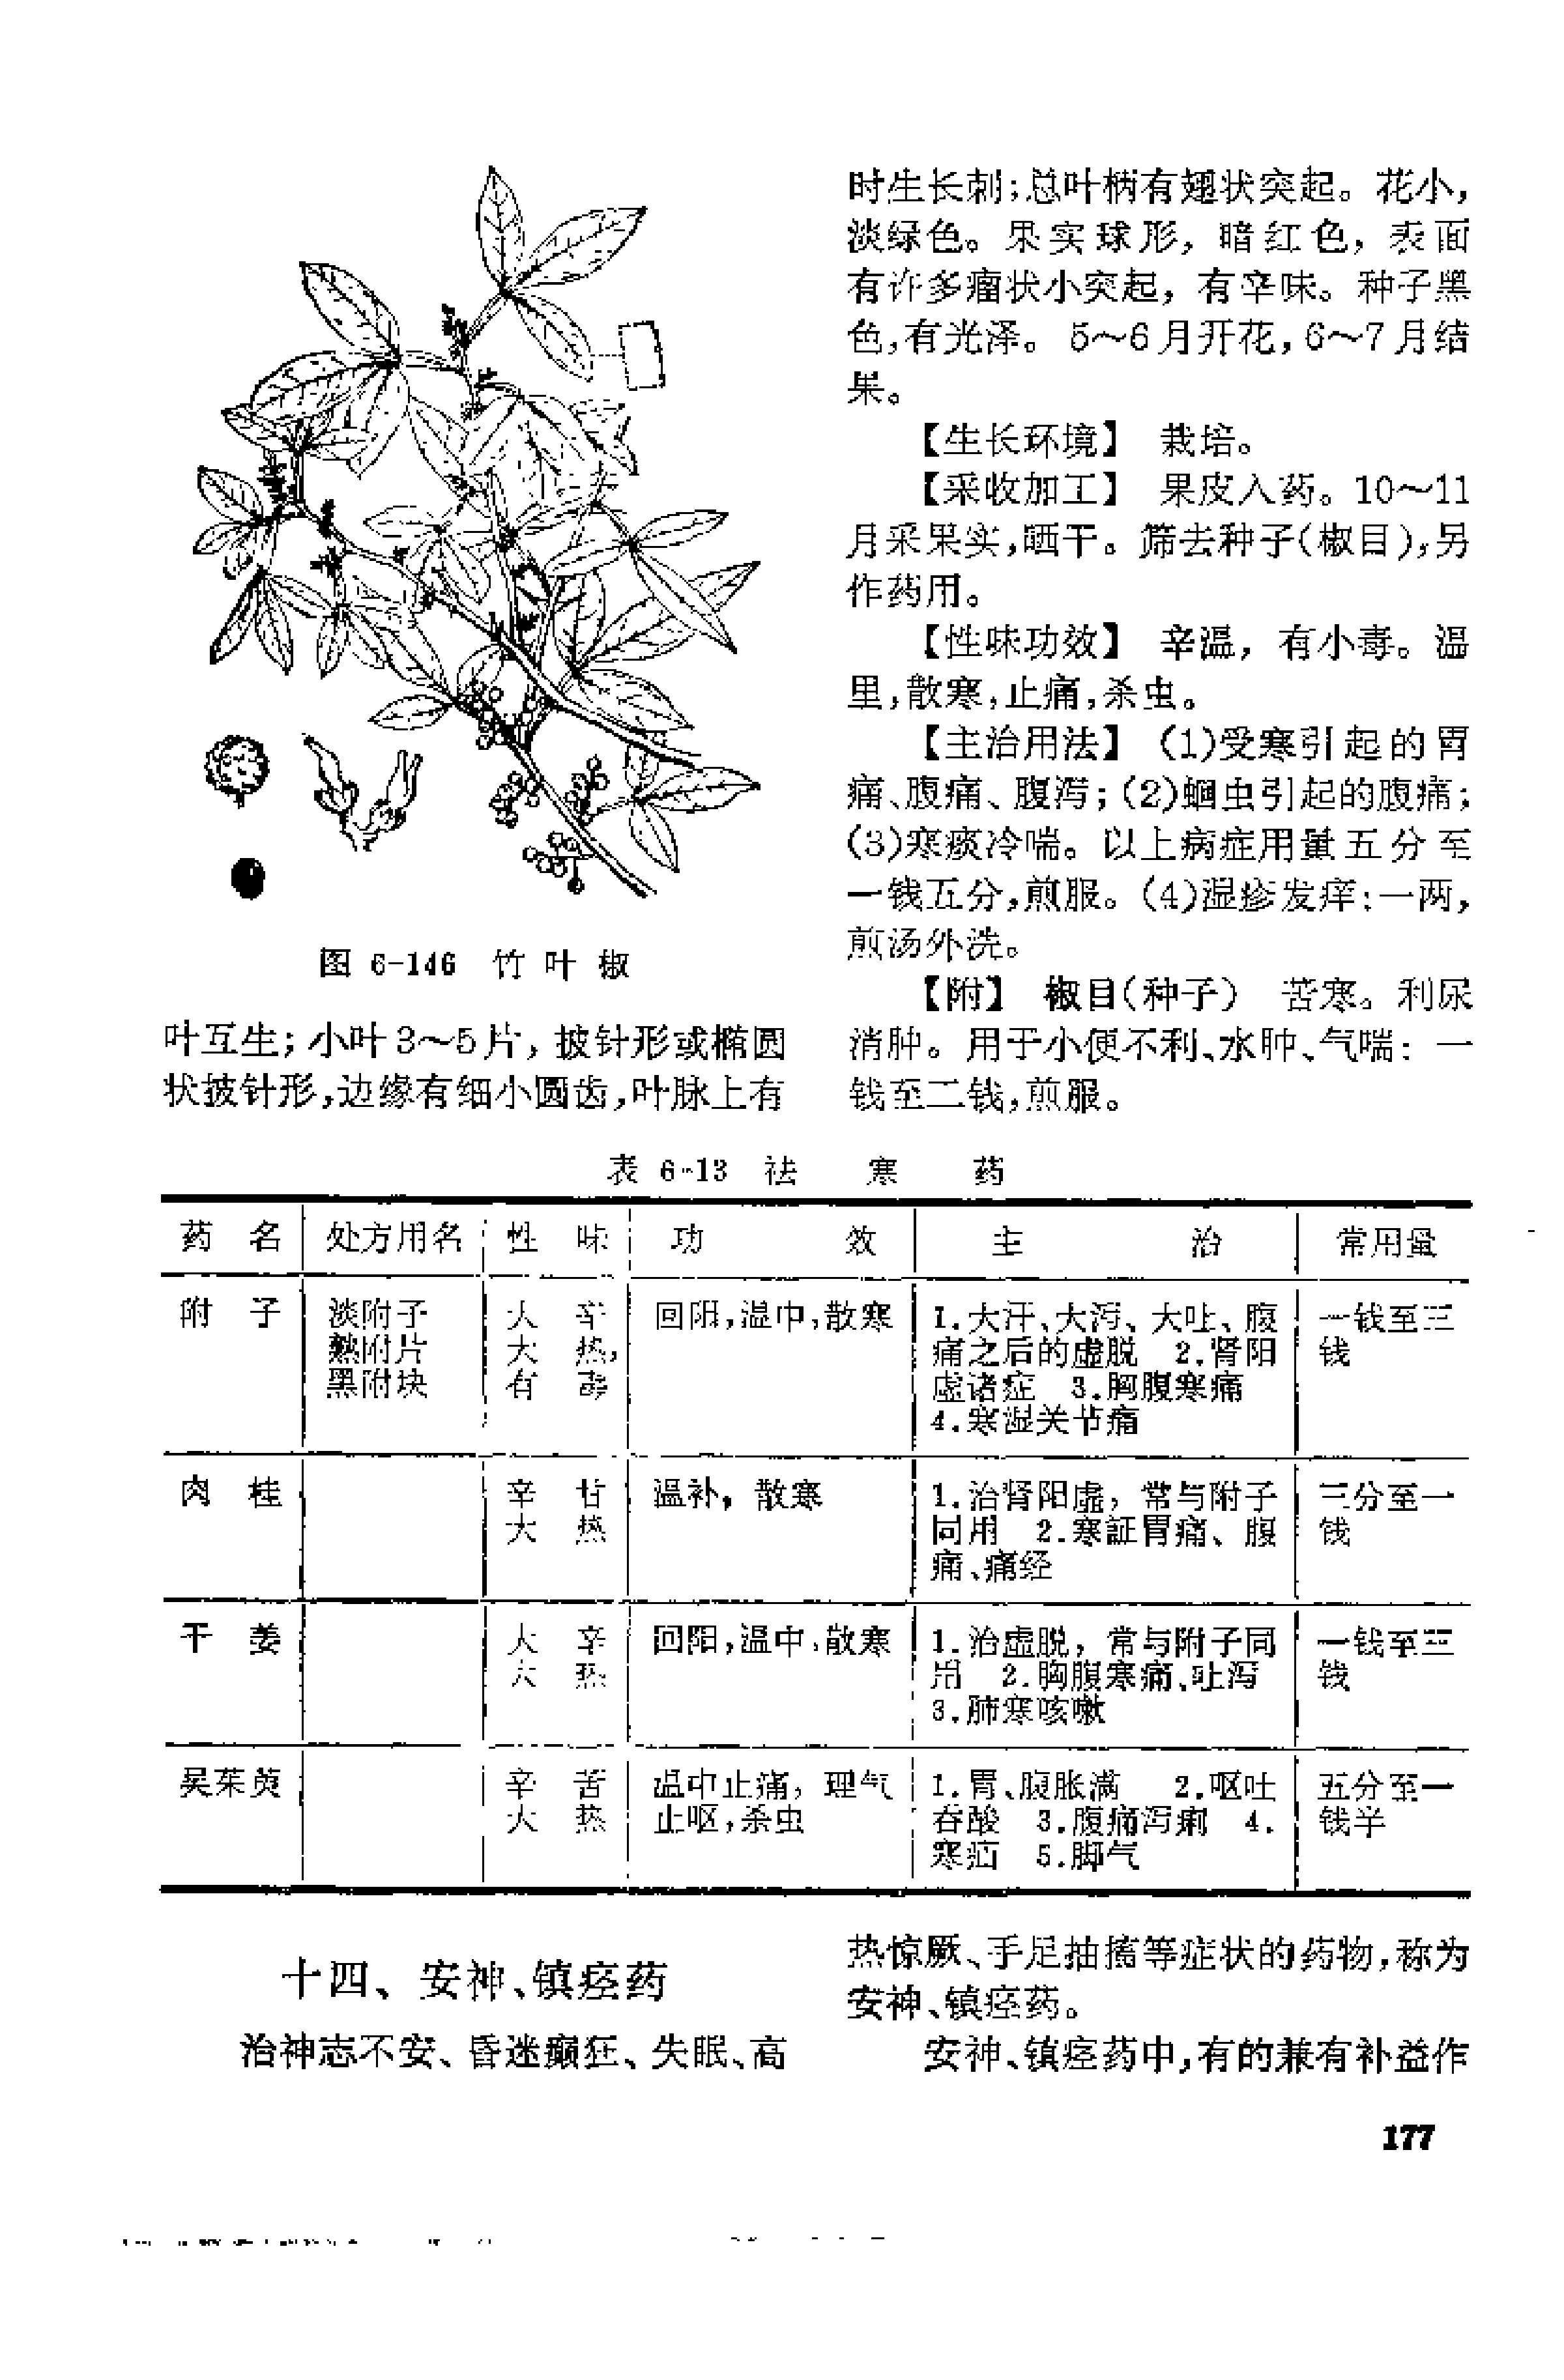 图 6-146 竹 叶 椒
叶互生；小叶3～5片，披针形或椭圆
状披针形，边缘有细小圆齿，叶脉上有
时生长刺；总叶柄有翅状突起。花小，
淡绿色。果实球形，暗红色，表面
有许多瘤状小突起，有辛味。种子黑
色，有光泽。5～6月开花，6～7月结
果。
【生长环境】 栽培。
【采收加工】 果皮入药。10～11
月采果实，晒干。筛去种子（椒目），另
作药用。
【性味功效】 辛温，有小毒。温
里，散寒，止痛，杀虫。
【主治用法】 （1）受寒引起的胃
痛、腹痛、腹泻；（2）蛔虫引起的腹痛；
（3）寒痰冷喘。以上病症用量五分至
一钱五分，煎服。（4）湿疹发痒：一两，
煎汤外洗。
【附】 椒目（种子） 苦寒。利尿
消肿。用于小便不利、水肿、气喘：一
钱至二钱，煎服。
表 6-13 祛 寒 药
药 名 处方用名 性 味 功 效 主 治 常用量
附 子 淡附子 大 辛 回阳，温中，散寒 1.大汗、大泻、大吐、腹 一钱至三
熟附片 大 热， 痛之后的虚脱 2.肾阳 钱
黑附块 有 毒 虚诸症 3.胸腹寒痛
4.寒湿关节痛
肉 桂 辛 甘 温补，散寒 1.治肾阳虚，常与附子 三分至一
大 热 同用 2.寒証胃痛、腹 钱
痛、痛经
干 姜 大 辛 回阳，温中，散寒 1.治虚脱，常与附子同 一钱至三
大 热 用 2.胸腹寒痛、吐泻 钱
3.肺寒咳嗽
吴茱萸 辛 苦 温中止痛，理气 1.胃、腹胀满 2.呕吐 五分至一
大 热 止呕，杀虫 吞酸 3.腹痛泻痢 4. 钱半
寒疝 5.脚气
十四、安神、镇痉药
治神志不安、昏迷癫狂、失眠、高
热惊厥、手足抽搐等症状的药物，称为
安神、镇痉药。
安神、镇痉药中，有的兼有补益作
177